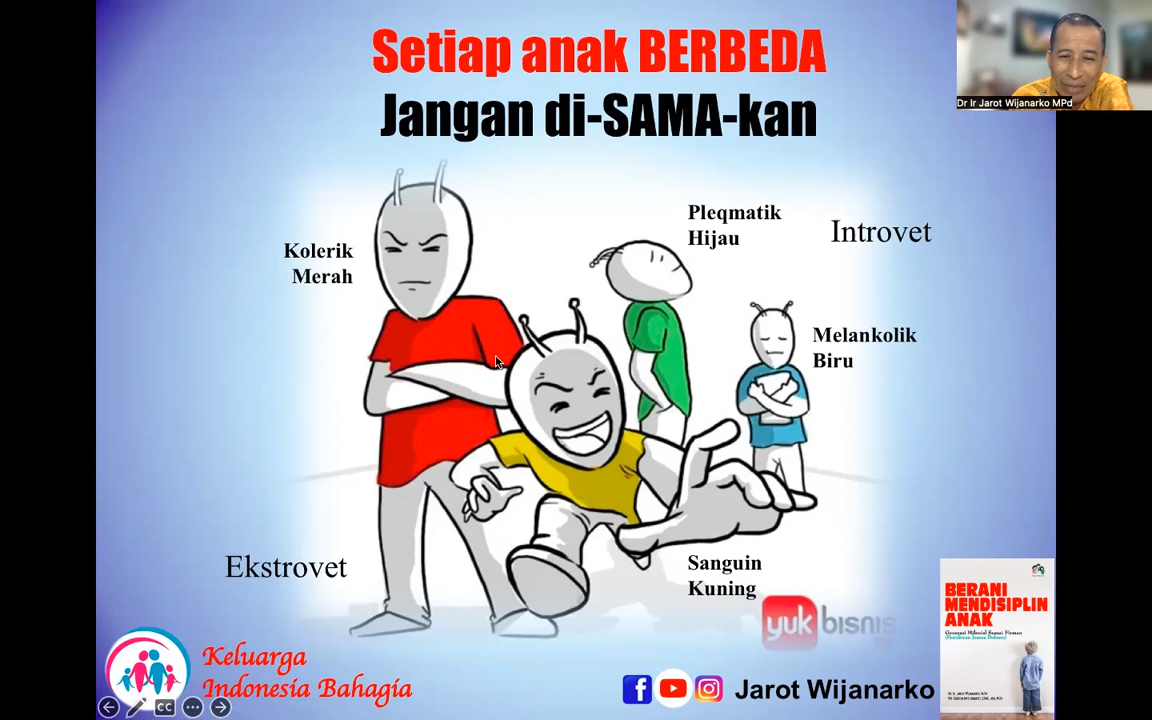 Setiap anak BERBEDA
Jangan di-SAMA-kan
Dr Ir Jarot Wijanarko MPd
Kolerik
Merah
Pleqmatik
Hijau
Introvet
Melankolik
Biru
Ekstrovet
Sanguin
Kuning
yuk bisnis
BERANI
MENDISIPLIN
ANAK
Keluarga
Indonesia Bahagia
CC
Jarot Wijanarko